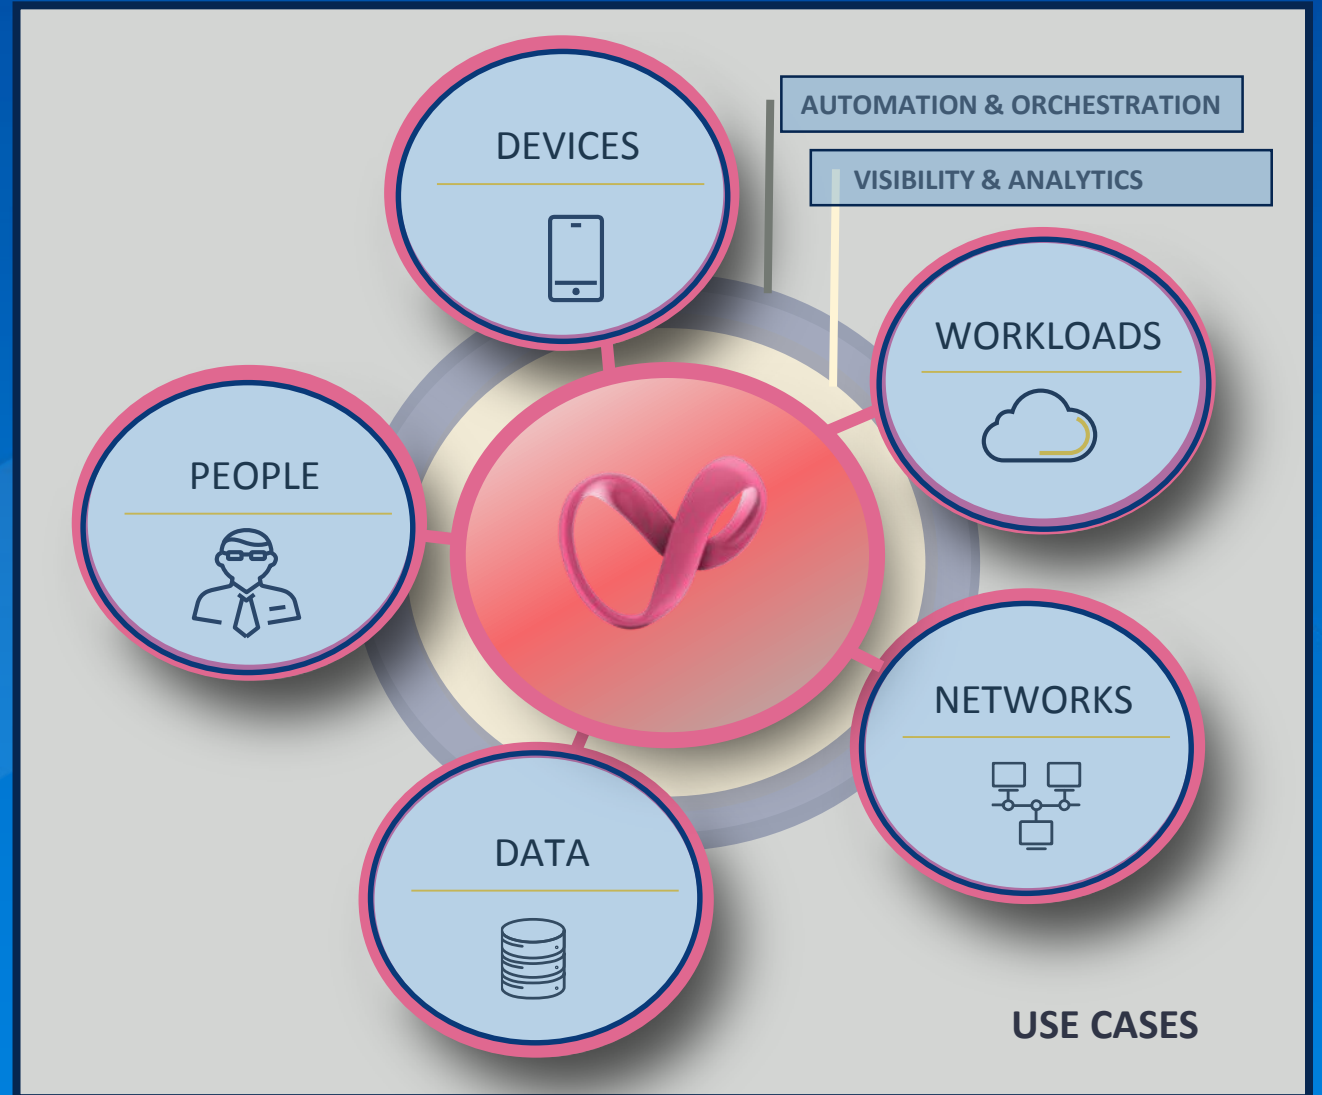 DEVICES
AUTOMATION & ORCHESTRATION
VISIBILITY & ANALYTICS
WORKLOADS
PEOPLE
NETWORKS
DATA
USE CASES